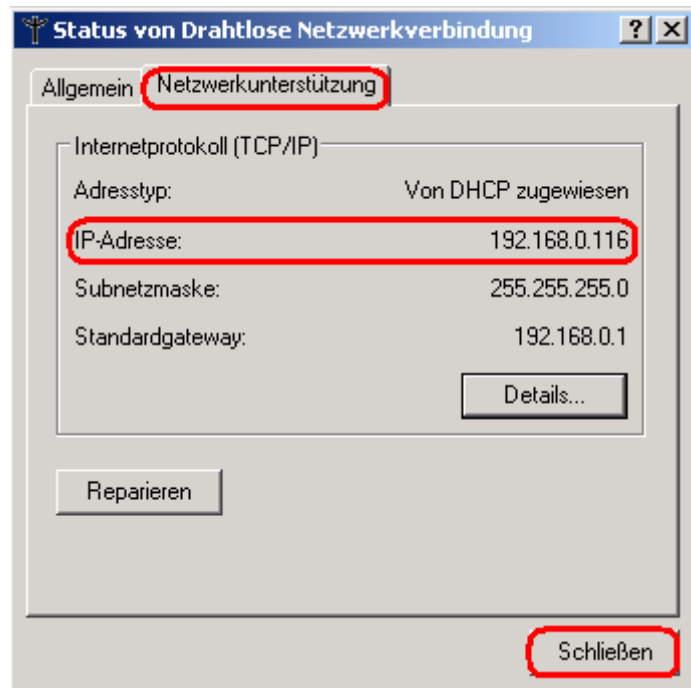 Status von Drahtlose Netzwerkverbindung
Allgemein Netzwerkunterstützung
Internetprotokoll (TCP/IP)
Adresstyp: Von DHCP zugewiesen
IP-Adresse: 192.168.0.116
Subnetzmaske: 255.255.255.0
Standardgateway: 192.168.0.1
Details...
Reparieren
Schließen